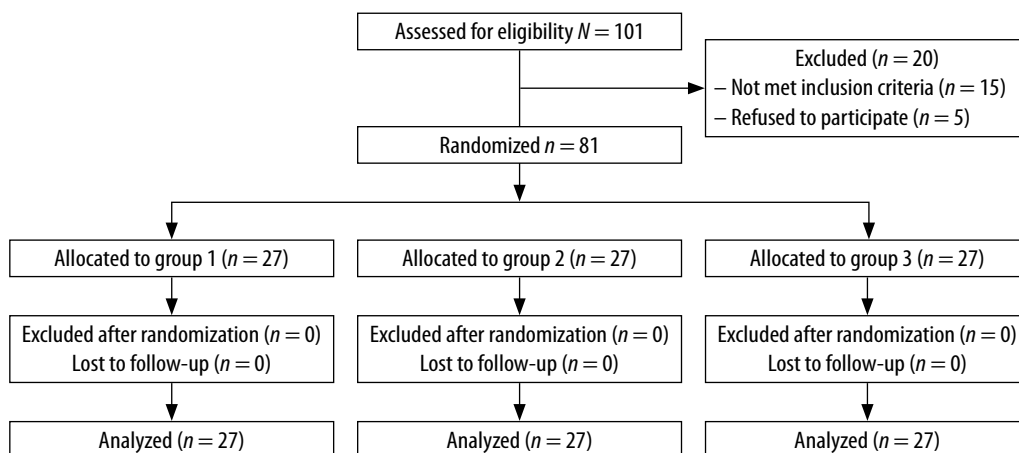 Assessed for eligibility N = 101
Excluded (n = 20)
– Not met inclusion criteria (n = 15)
– Refused to participate (n = 5)
Randomized n = 81
Allocated to group 1 (n = 27)
Allocated to group 2 (n = 27)
Allocated to group 3 (n = 27)
Excluded after randomization (n = 0)
Lost to follow-up (n = 0)
Excluded after randomization (n = 0)
Lost to follow-up (n = 0)
Excluded after randomization (n = 0)
Lost to follow-up (n = 0)
Analyzed (n = 27)
Analyzed (n = 27)
Analyzed (n = 27)